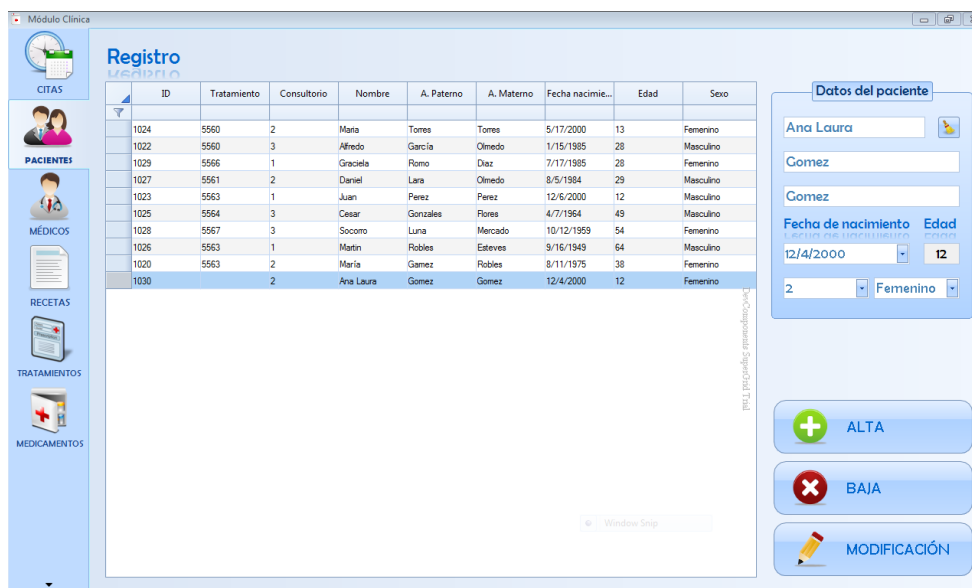 Módulo Clínica
CITAS
PACIENTES
MÉDICOS
RECETAS
TRATAMIENTOS
MEDICAMENTOS
Registro
ID Tratamiento Consultorio Nombre A. Paterno A. Materno Fecha nacimie... Edad Sexo
1024 5560 2 Maria Torres Torres 5/17/2000 13 Femenino
1022 5560 3 Alfredo García Olmedo 1/15/1985 28 Masculino
1029 5566 1 Graciela Romo Diaz 7/17/1985 28 Femenino
1027 5561 2 Daniel Lara Olmedo 8/5/1984 29 Masculino
1023 5563 1 Juan Perez Perez 12/6/2000 12 Masculino
1025 5564 3 Cesar Gonzales Flores 4/7/1964 49 Masculino
1028 5567 3 Socorro Luna Mercado 10/12/1959 54 Femenino
1026 5563 1 Martin Robles Esteves 9/16/1949 64 Masculino
1020 5563 2 María Gamez Robles 8/11/1975 38 Femenino
1030 2 Ana Laura Gomez Gomez 12/4/2000 12 Femenino
DevComponents SuperGrid Trial
Window Snip
Datos del paciente
Ana Laura
Gomez
Gomez
Fecha de nacimiento Edad
12/4/2000 12
2 Femenino
ALTA
BAJA
MODIFICACIÓN